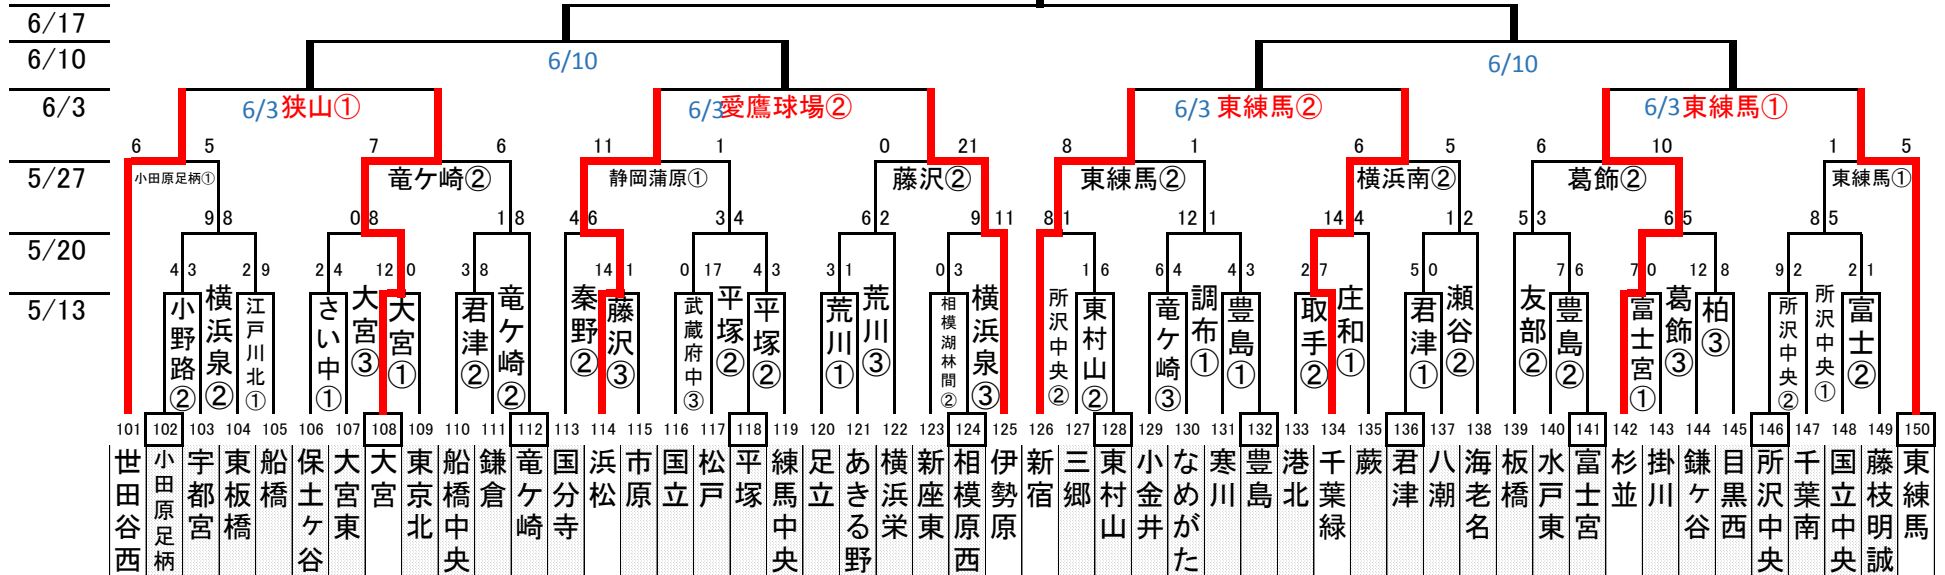 6/17
6/10
6/10 6/10
6/3 6/3 狭山① 6/3 愛鷹球場② 6/3 東練馬② 6/3 東練馬①
6 5 7 6 11 1 0 21 8 1 6 5 6 10 1 5
5/27 小田原足柄① 竜ケ崎② 静岡蒲原① 藤沢② 東練馬② 横浜南② 葛飾② 東練馬①
9 8 0 8 1 8 4 6 3 4 6 2 9 11 8 1 12 1 14 4 1 2 5 3 6 5 8 5
5/20
4 3 2 9 2 4 12 0 3 8 14 1 0 17 4 3 3 1 0 3 1 6 6 4 4 3 2 7 5 0 7 6 7 0 12 8 9 2 2 1
5/13
小野路②
横浜泉②
江戸川北①
さい中①
大宮③
大宮①
君津②
竜ケ崎②
秦野②
藤沢③
武蔵府中③
平塚②
平塚②
荒川①
荒川③
相模湖林間②
横浜泉③
所沢中央②
東村山②
竜ケ崎③
調布①
豊島①
取手②
庄和①
君津①
瀬谷②
友部②
豊島②
富士宮①
葛飾③
柏③
所沢中央②
所沢中央①
富士②
101 102 103 104 105 106 107 108 109 110 111 112 113 114 115 116 117 118 119 120 121 122 123 124 125 126 127 128 129 130 131 132 133 134 135 136 137 138 139 140 141 142 143 144 145 146 147 148 149 150
世田谷西
小田原足柄
宇都宮
東板橋
船橋
保土ヶ谷
大宮東
大宮
東京北
船橋中央
鎌倉
竜ケ崎
国分寺
浜松
市原
国立
松戸
平塚
練馬中央
足立
あきる野
横浜栄
新座東
相模原西
伊勢原
新宿
三郷
東村山
小金井
なめがた
寒川
豊島
港北
千葉緑
蕨
君津
八潮
海老名
板橋
水戸東
富士宮
杉並
掛川
鎌ケ谷
目黒西
所沢中央
千葉南
国立中央
藤枝明誠
東練馬